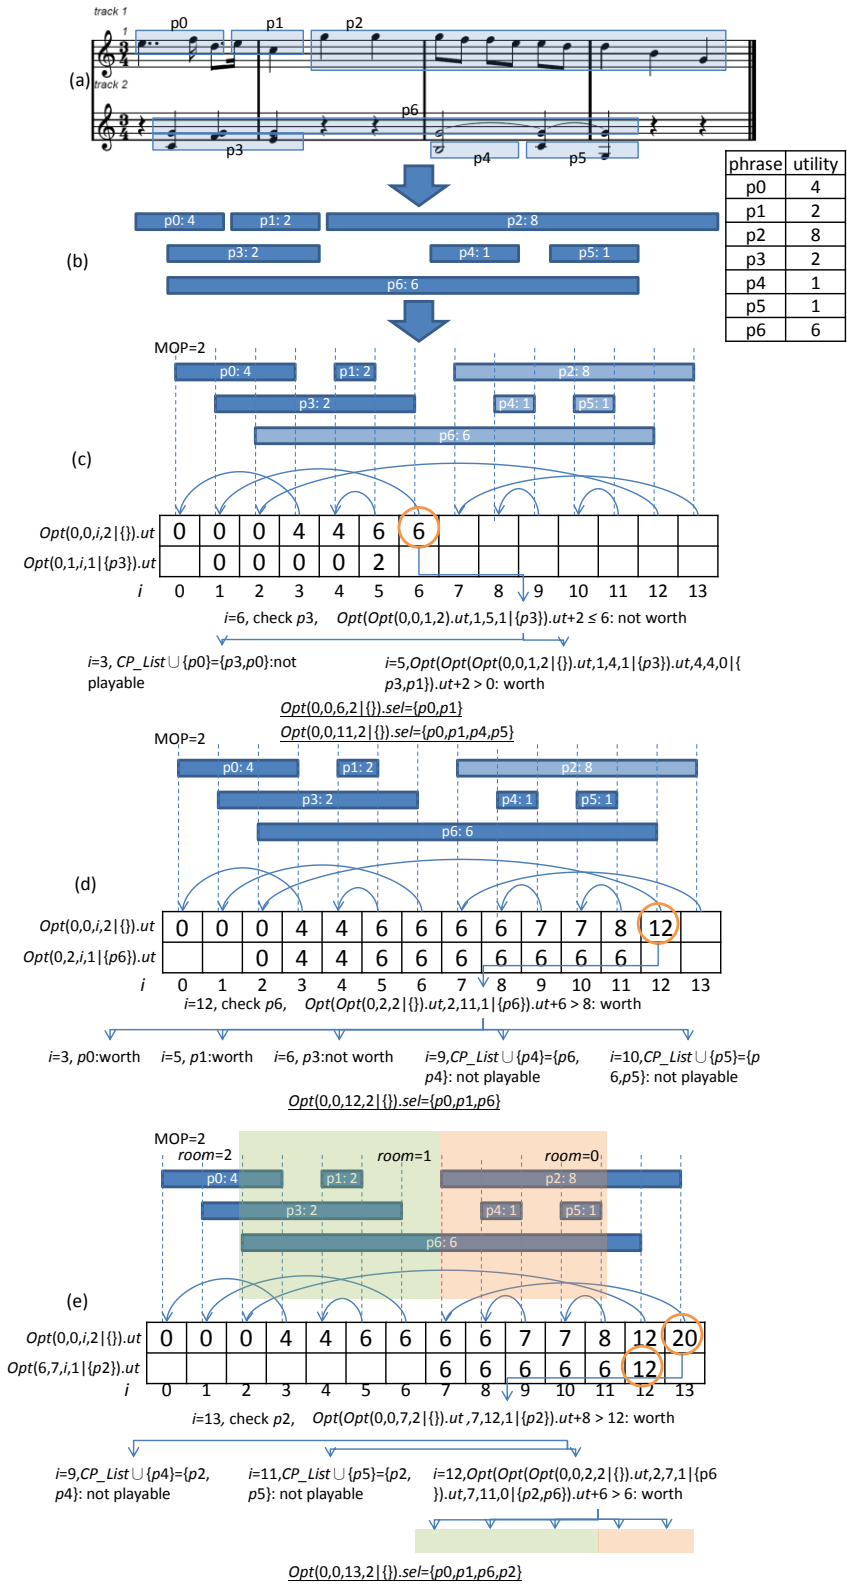 track 1
p0
p1
p2
1
3
4
(a)
track 2
p6
3
4
p3
p4
p5
phrase utility
p0 4
p1 2
p2 8
p3 2
p4 1
p5 1
p6 6
p0: 4 p1: 2 p2: 8
(b)
p3: 2 p4: 1 p5: 1
p6: 6
MOP=2
p0: 4 p1: 2 p2: 8
p3: 2 p4: 1 p5: 1
p6: 6
(c)
Opt(0,0,i,2|{}).ut 0 0 0 4 4 6 6
Opt(0,1,i,1|{p3}).ut 0 0 0 0 2
i 0 1 2 3 4 5 6 7 8 9 10 11 12 13
i=6, check p3, Opt(Opt(0,0,1,2).ut,1,5,1|{p3}).ut+2 ≤ 6: not worth
i=3, CP_List∪{p0}={p3,p0}:not
playable
i=5,Opt(Opt(Opt(0,0,1,2|{}).ut,1,4,1|{p3}).ut,4,4,0|{
p3,p1}).ut+2 > 0: worth
Opt(0,0,6,2|{}).sel={p0,p1}
Opt(0,0,11,2|{}).sel={p0,p1,p4,p5}
MOP=2
p0: 4 p1: 2 p2: 8
p3: 2 p4: 1 p5: 1
p6: 6
(d)
Opt(0,0,i,2|{}).ut 0 0 0 4 4 6 6 6 6 7 7 8 12
Opt(0,2,i,1|{p6}).ut 0 4 4 6 6 6 6 6 6 6
i 0 1 2 3 4 5 6 7 8 9 10 11 12 13
i=12, check p6, Opt(Opt(0,2,2|{}).ut,2,11,1|{p6}).ut+6 > 8: worth
i=3, p0:worth
i=5, p1:worth
i=6, p3:not worth
i=9,CP_List∪{p4}={p6,
p4}: not playable
i=10,CP_List∪{p5}={p
6,p5}: not playable
Opt(0,0,12,2|{}).sel={p0,p1,p6}
MOP=2
room=2 room=1 room=0
p0: 4 p1: 2 p2: 8
p3: 2 p4: 1 p5: 1
p6: 6
(e)
Opt(0,0,i,2|{}).ut 0 0 0 4 4 6 6 6 6 7 7 8 12 20
Opt(6,7,i,1|{p2}).ut 6 6 6 6 6 12
i 0 1 2 3 4 5 6 7 8 9 10 11 12 13
i=13, check p2, Opt(Opt(0,0,7,2|{}).ut ,7,12,1|{p2}).ut+8 > 12: worth
i=9,CP_List∪{p4}={p2,
p4}: not playable
i=11,CP_List∪{p5}={p2,
p5}: not playable
i=12,Opt(Opt(Opt(0,0,2,2|{}).ut,2,7,1|{p6
}).ut,7,11,0|{p2,p6}).ut+6 > 6: worth
Opt(0,0,13,2|{}).sel={p0,p1,p6,p2}